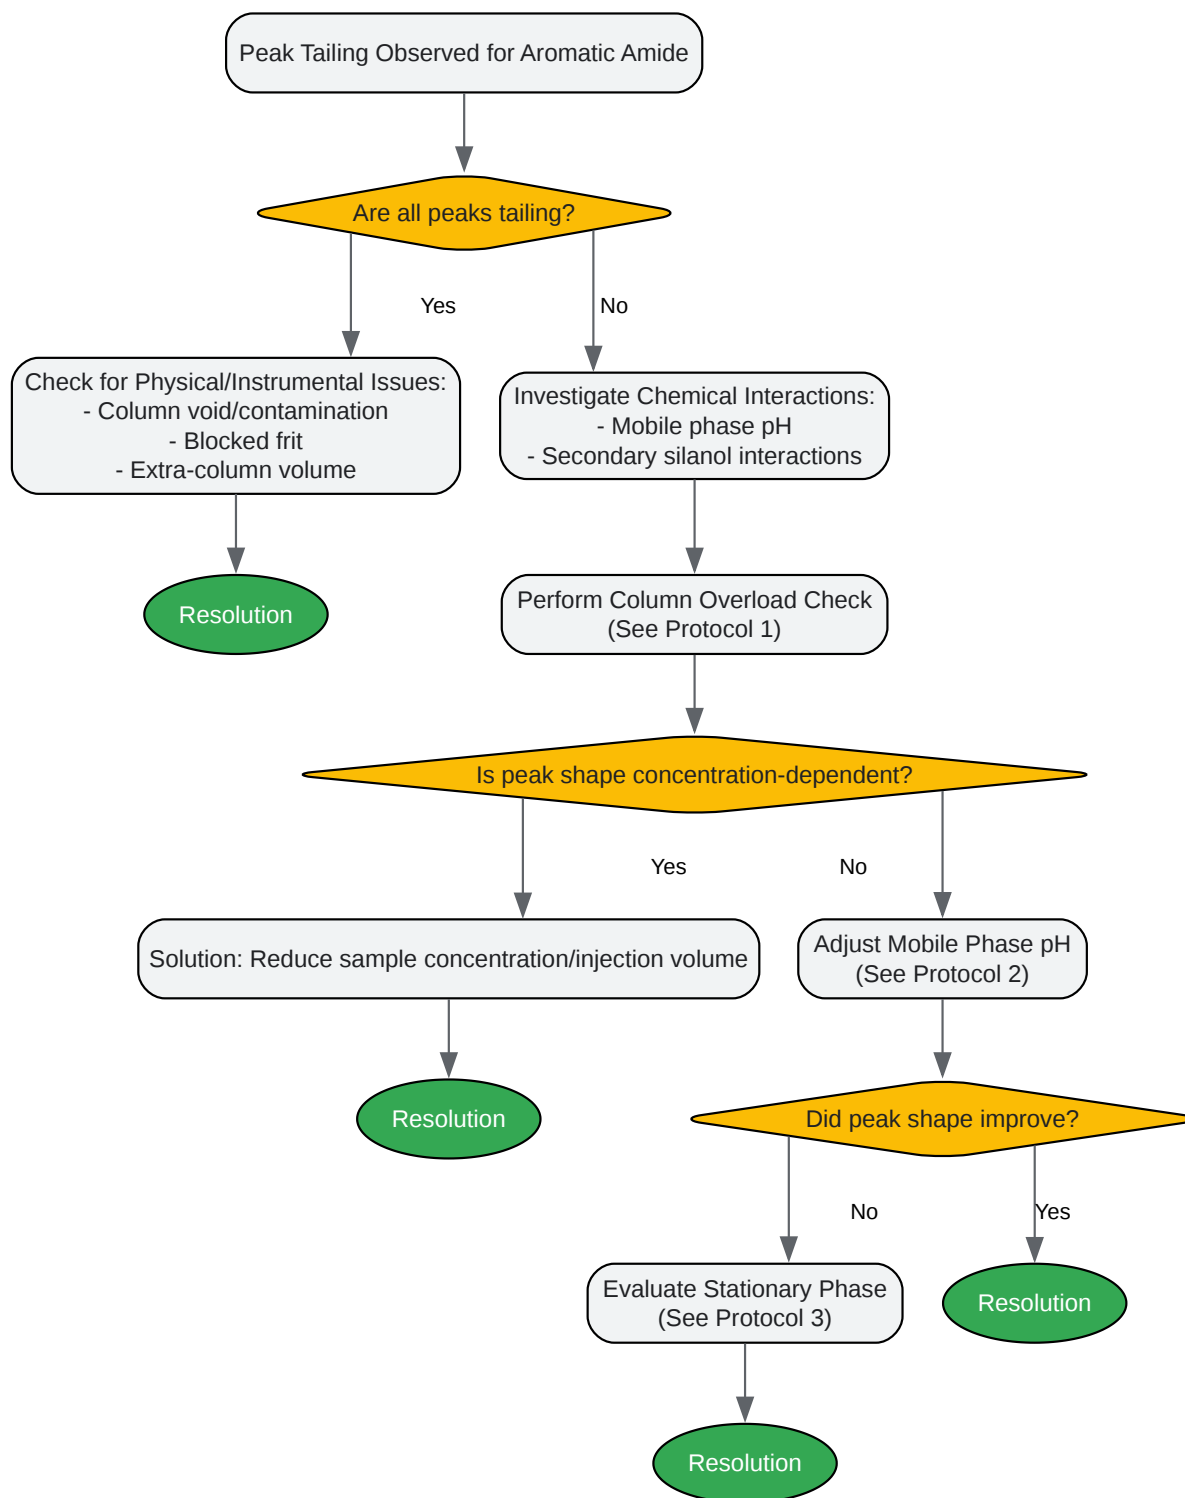 Peak Tailing Observed for Aromatic Amide
Are all peaks tailing?
Yes
No
Check for Physical/Instrumental Issues:
- Column void/contamination
- Blocked frit
- Extra-column volume
Investigate Chemical Interactions:
- Mobile phase pH
- Secondary silanol interactions
Resolution
Perform Column Overload Check
(See Protocol 1)
Is peak shape concentration-dependent?
Yes
No
Solution: Reduce sample concentration/injection volume
Adjust Mobile Phase pH
(See Protocol 2)
Resolution
Did peak shape improve?
No
Yes
Evaluate Stationary Phase
(See Protocol 3)
Resolution
Resolution